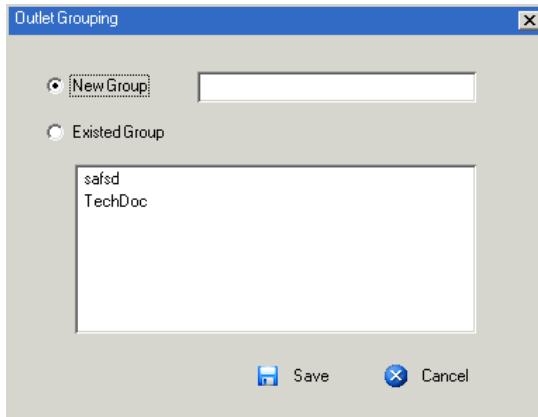 Outlet Grouping
New Group
Existed Group
safsd
TechDoc
Save Cancel